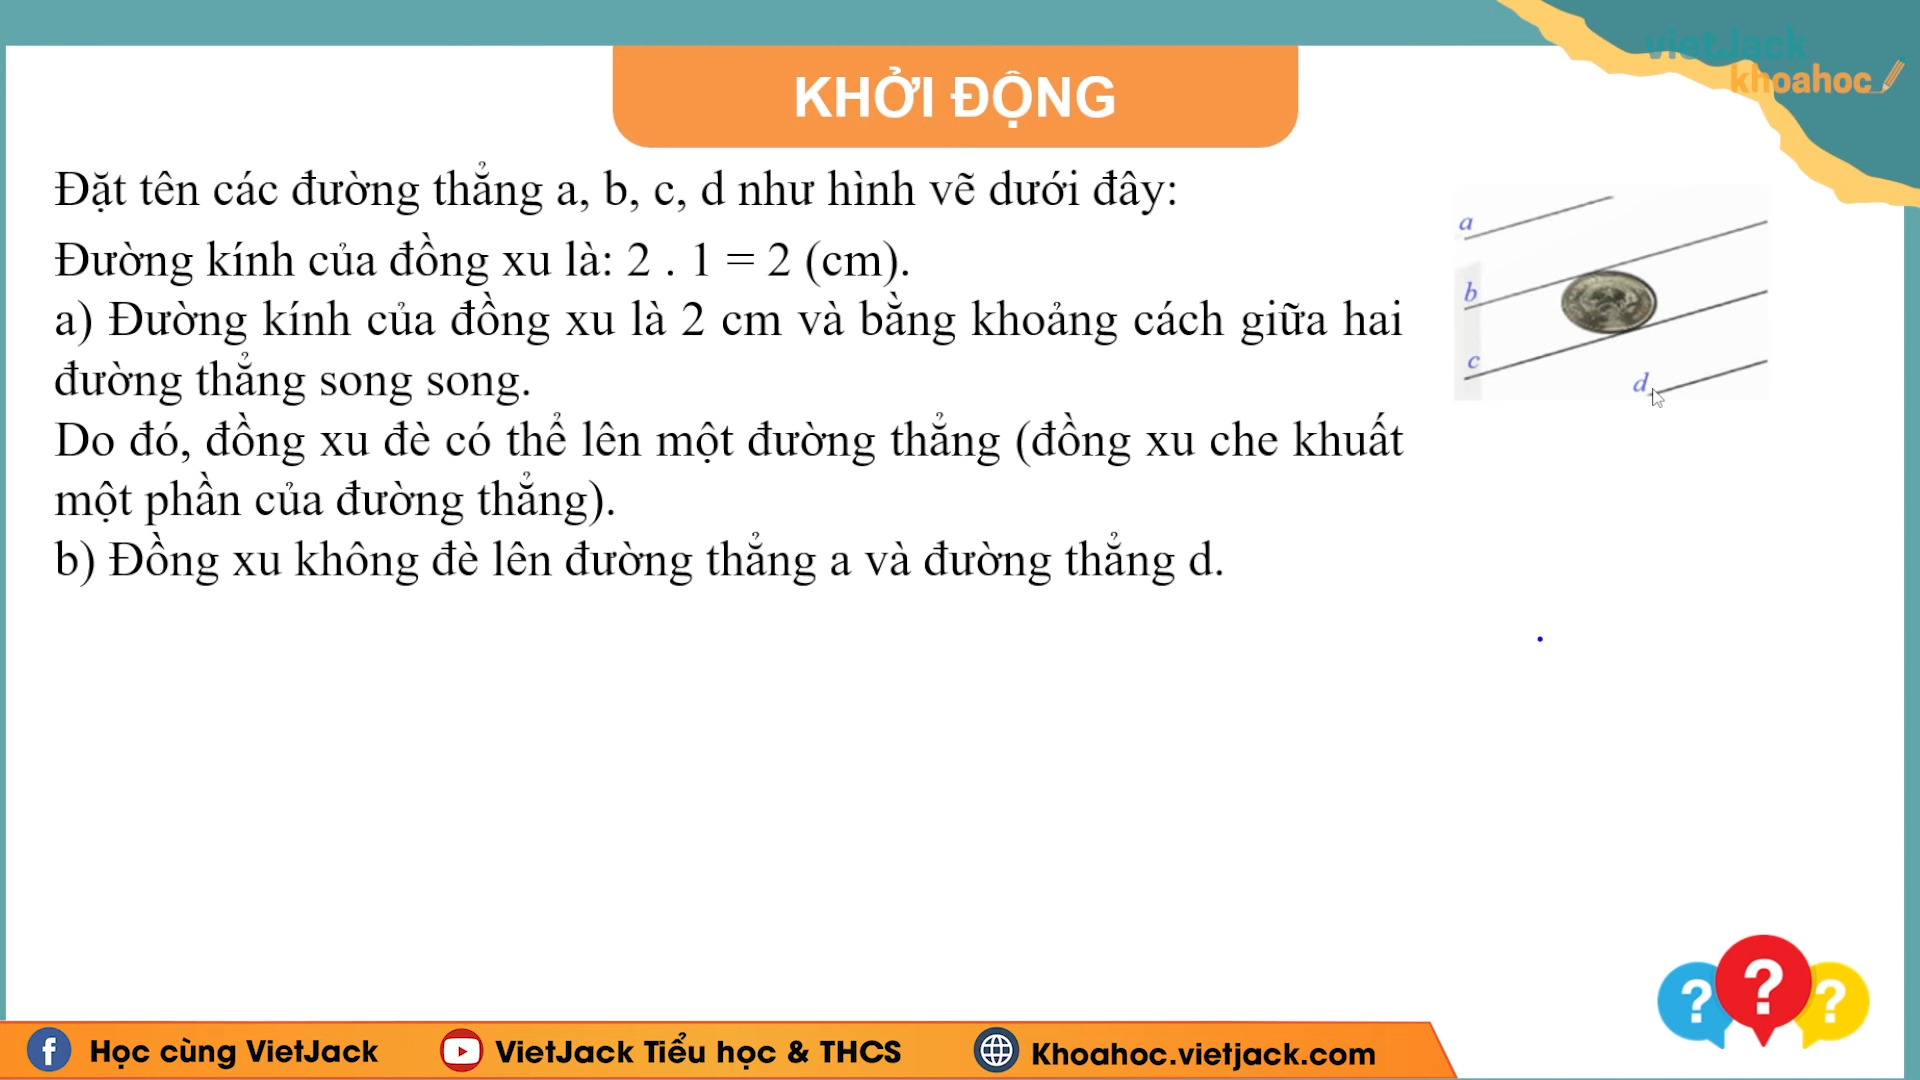 vietJack
khoahoc
KHỞI ĐỘNG
Đặt tên các đường thẳng a, b, c, d như hình vẽ dưới đây:
Đường kính của đồng xu là: 2 . 1 = 2 (cm).
a) Đường kính của đồng xu là 2 cm và bằng khoảng cách giữa hai
đường thẳng song song.
Do đó, đồng xu đè có thể lên một đường thẳng (đồng xu che khuất
một phần của đường thẳng).
b) Đồng xu không đè lên đường thẳng a và đường thẳng d.
a
b
c
d
? ? ?
Học cùng VietJack
VietJack Tiểu học & THCS
Khoahoc.vietjack.com